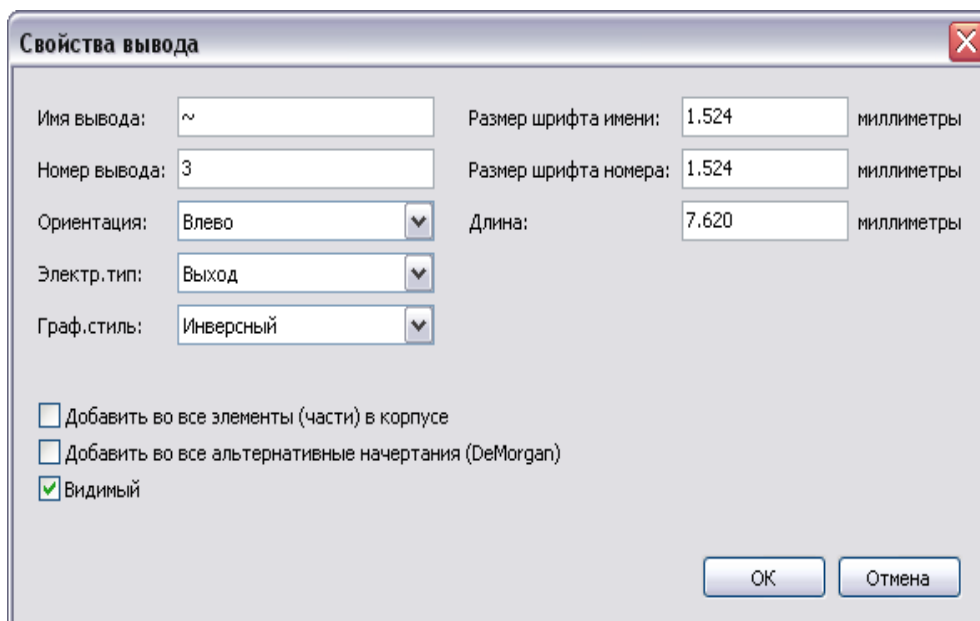 Свойства вывода
Имя вывода: ~ Размер шрифта имени: 1.524 миллиметры
Номер вывода: 3 Размер шрифта номера: 1.524 миллиметры
Ориентация: Влево Длина: 7.620 миллиметры
Электр.тип: Выход
Граф.стиль: Инверсный
Добавить во все элементы (части) в корпусе
Добавить во все альтернативные начертания (DeMorgan)
Видимый
ОК Отмена